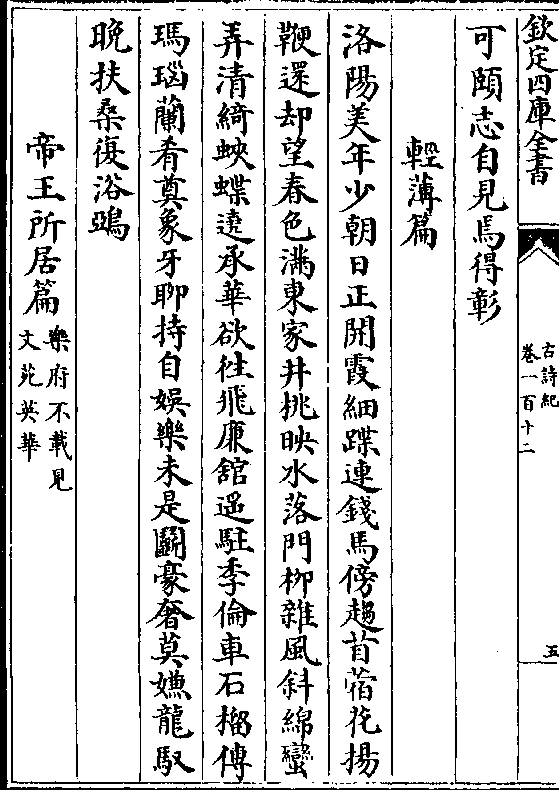 欽定四庫全書
古詩紀
卷一百十二
五
可頤志自見焉得彰
輕薄篇
洛陽美年少朝日正開霞細蹀連錢馬傍趨苜蓿花揚
鞭還却望春色滿東家井挑映水落門栁雜風斜綿蠻
弄清綺蛺蝶遶承華欲往飛廉舘遥駐季倫車石榴傳
瑪瑙蘭肴奠象牙聊持自娛樂未是鬬豪奢莫嫌龍馭
晚扶桑復浴鵶
帝王所居篇
樂府不載見
文苑英華